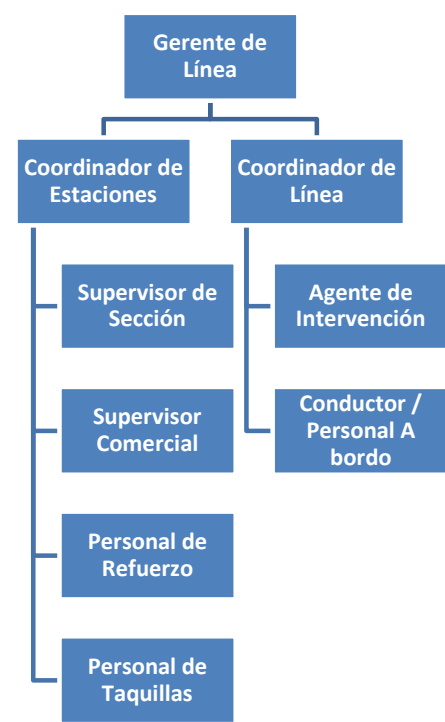 Gerente de
Línea
Coordinador de
Estaciones
Coordinador de
Línea
Supervisor de
Sección
Agente de
Intervención
Supervisor
Comercial
Conductor /
Personal A
bordo
Personal de
Refuerzo
Personal de
Taquillas